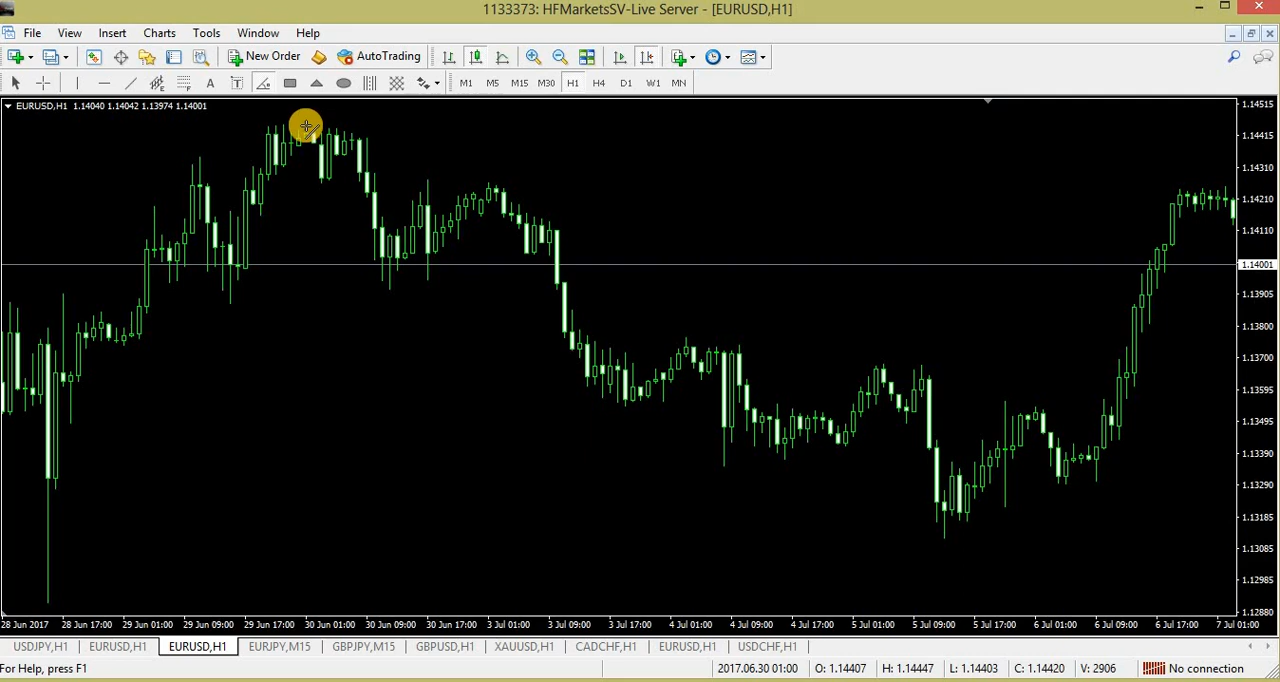 1133373: HFMarketsSV-Live Server - [EURUSD,H1]
File View Insert Charts Tools Window Help
New Order AutoTrading
A T M1 M5 M15 M30 H1 H4 D1 W1 MN
EURUSD,H1 1.14040 1.14042 1.13974 1.14001
1.14515
1.14415
1.14310
1.14210
1.14110
1.14001
1.13905
1.13800
1.13700
1.13595
1.13495
1.13390
1.13290
1.13185
1.13085
1.12985
1.12880
28 Jun 2017 28 Jun 17:00 29 Jun 01:00 29 Jun 09:00 29 Jun 17:00 30 Jun 01:00 30 Jun 09:00 30 Jun 17:00 3 Jul 01:00 3 Jul 09:00 3 Jul 17:00 4 Jul 01:00 4 Jul 09:00 4 Jul 17:00 5 Jul 01:00 5 Jul 09:00 5 Jul 17:00 6 Jul 01:00 6 Jul 09:00 6 Jul 17:00 7 Jul 01:00
USDJPY,H1 EURUSD,H1 EURUSD,H1 EURJPY,M15 GBPJPY,M15 GBPUSD,H1 XAUUSD,H1 CADCHF,H1 EURUSD,H1 USDCHF,H1
For Help, press F1 2017.06.30 01:00 O: 1.14407 H: 1.14447 L: 1.14403 C: 1.14420 V: 2906 No connection